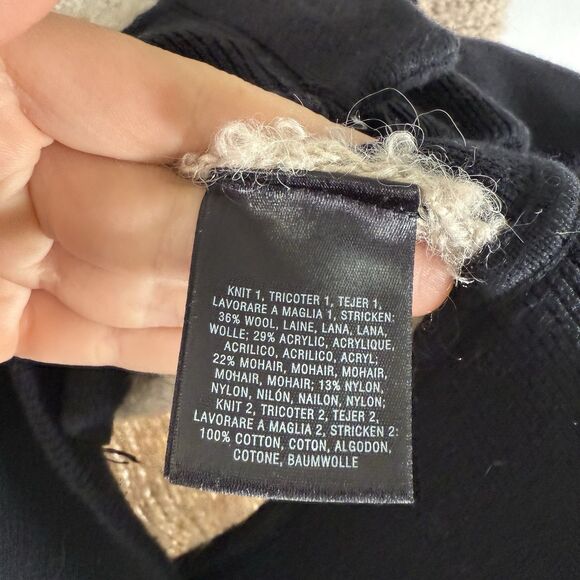 KNIT 1, TRICOTER 1, TEJER 1,
LAVORARE A MAGLIA 1, STRICKEN:
36% WOOL, LAINE, LANA, LANA,
WOLLE; 29% ACRYLIC, ACRYLIQUE,
ACRILICO, ACRILICO, ACRYL;
22% MOHAIR, MOHAIR, MOHAIR,
MOHAIR, MOHAIR; 13% NYLON,
NYLON, NILÓN, NAILON, NYLON;
KNIT 2, TRICOTER 2, TEJER 2,
LAVORARE A MAGLIA 2, STRICKEN 2:
100% COTTON, COTON, ALGODON,
COTONE, BAUMWOLLE